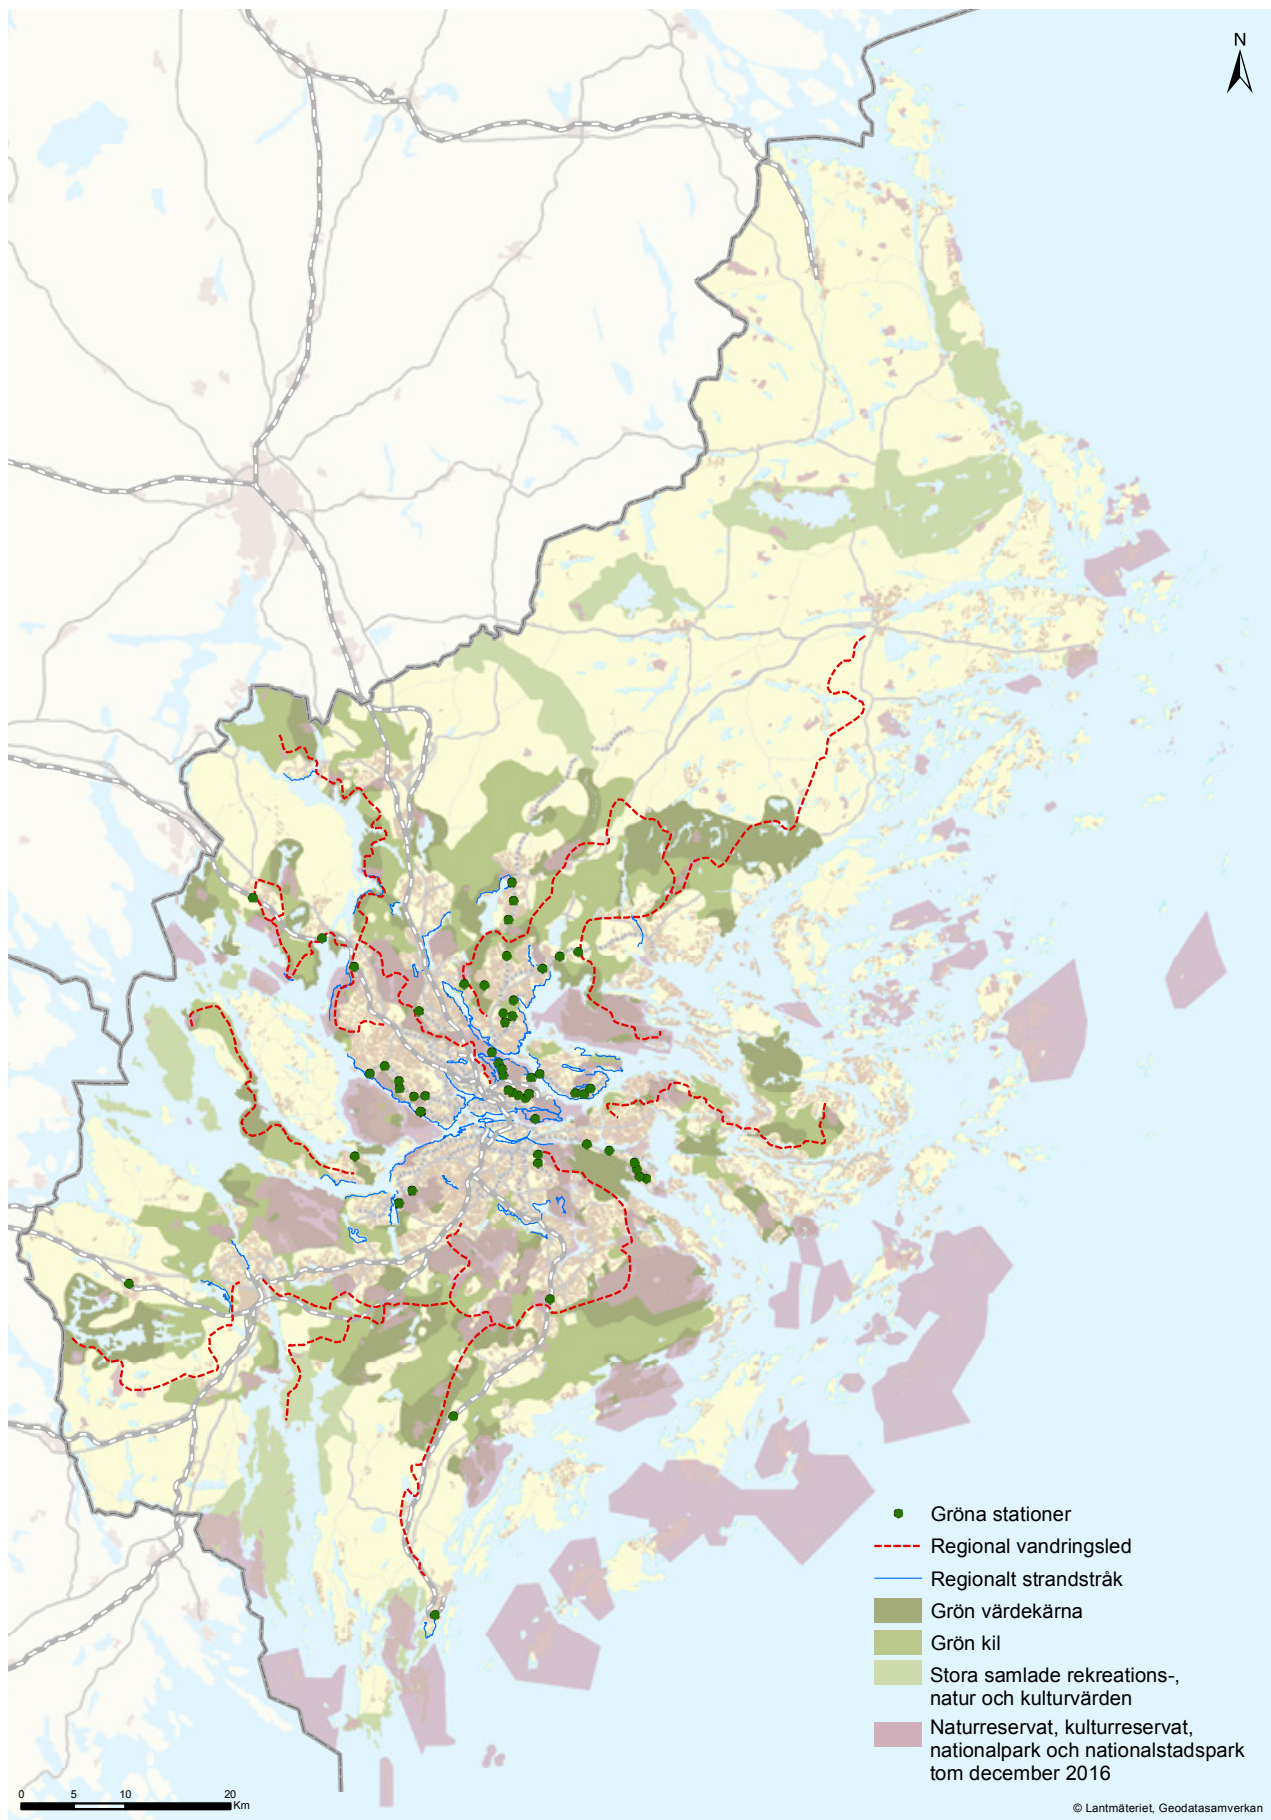 N
Gröna stationer
Regional vandringsled
Regionalt strandstråk
Grön värdekärna
Grön kil
Stora samlade rekreations-,
natur och kulturvärden
Naturreservat, kulturreservat,
nationalpark och nationalstadspark
tom december 2016
0 5 10 20
Km
© Lantmäteriet, Geodatasamverkan